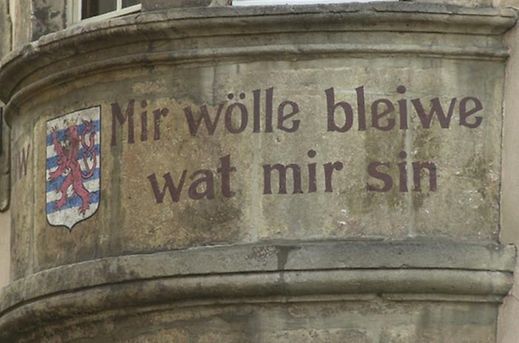 Mir wölle bleiwe
wat mir sin